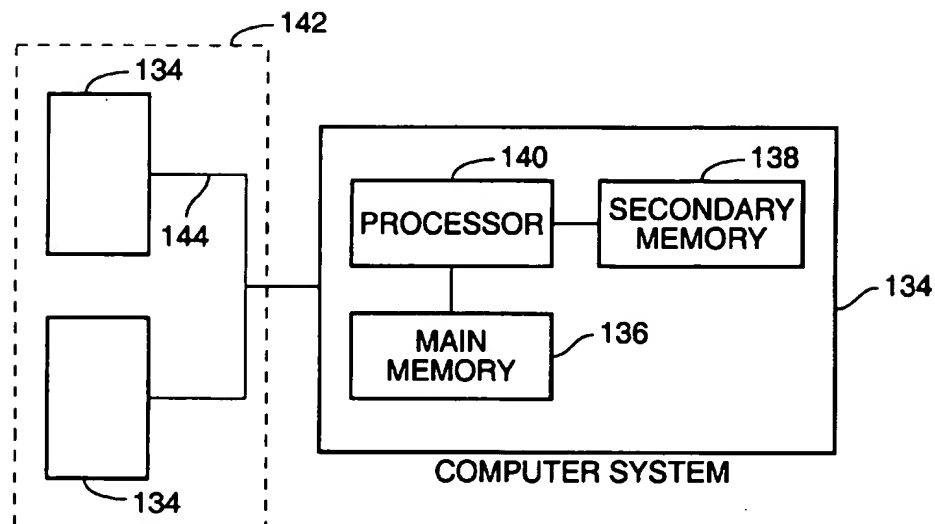 142
134
140
138
PROCESSOR
SECONDARY
MEMORY
144
134
MAIN
MEMORY
136
COMPUTER SYSTEM
134